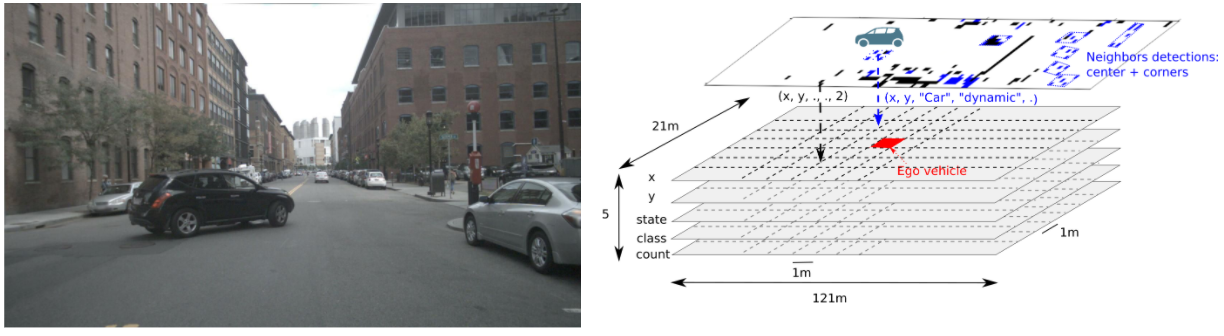 Neighbors detections:
center + corners
(x, y, ., ., 2)
(x, y, "Car", "dynamic", .)
21m
Ego vehicle
x
y
5
state
class
count
1m
1m
121m